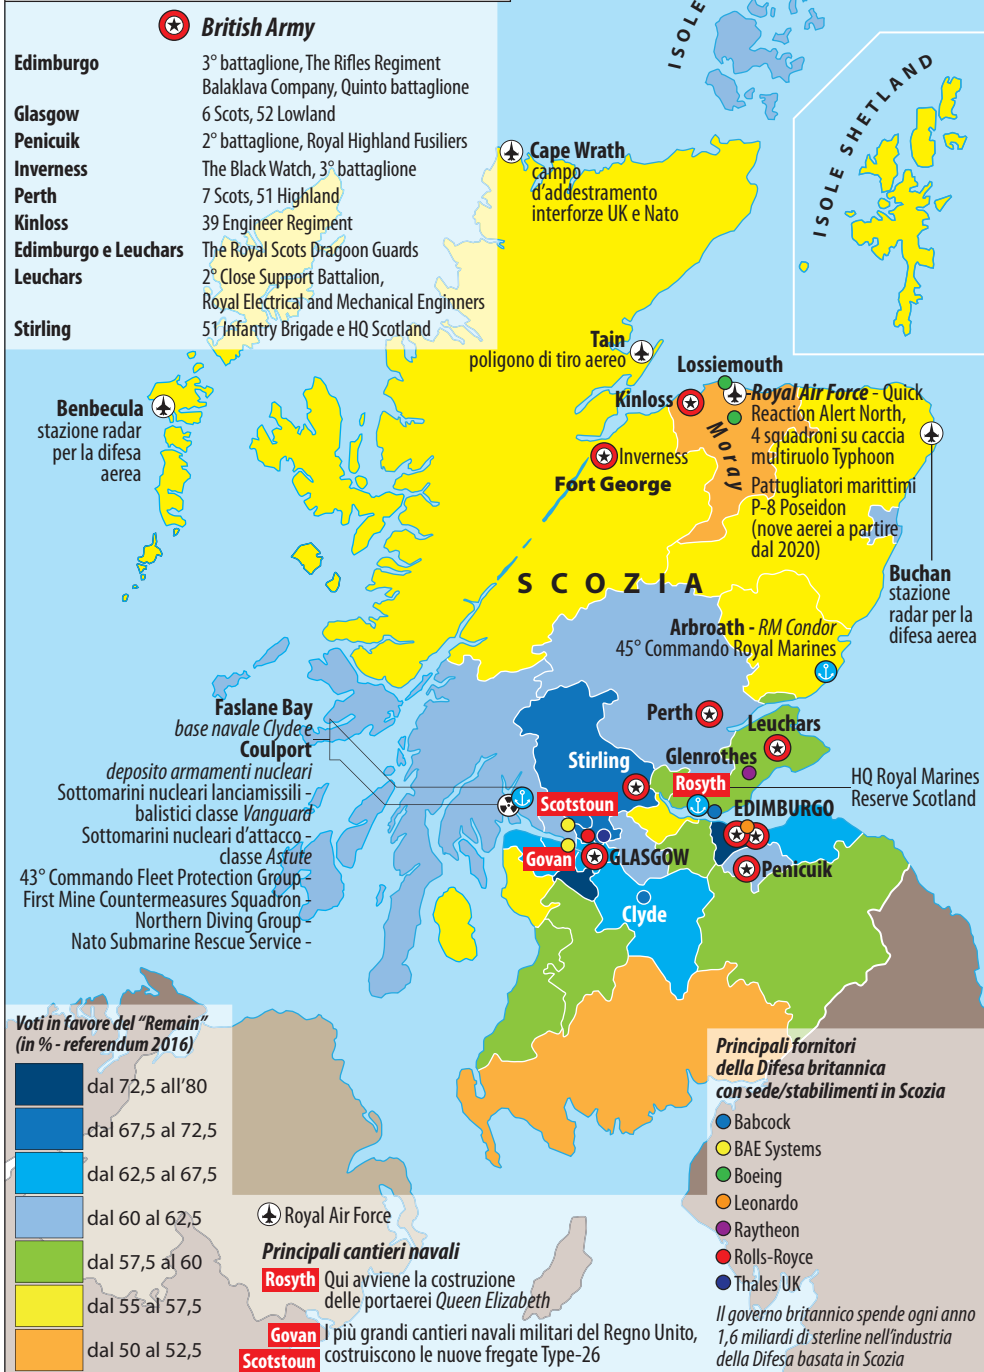 British Army
Edimburgo 3° battaglione, The Rifles Regiment
Balaklava Company, Quinto battaglione
Glasgow 6 Scots, 52 Lowland
Penicuik 2° battaglione, Royal Highland Fusiliers
Inverness The Black Watch, 3° battaglione
Perth 7 Scots, 51 Highland
Kinloss 39 Engineer Regiment
Edimburgo e Leuchars The Royal Scots Dragoon Guards
Leuchars 2° Close Support Battalion,
Royal Electrical and Mechanical Enginners
Stirling 51 Infantry Brigade e HQ Scotland
ISOLE
ISOLE SHETLAND
Cape Wrath
campo
d'addestramento
interforze UK e Nato
Tain
poligono di tiro aereo
Lossiemouth
Kinloss
Royal Air Force - Quick
Reaction Alert North,
4 squadroni su caccia
multiruolo Typhoon
Pattugliatori marittimi
P-8 Poseidon
(nove aerei a partire
dal 2020)
Moray
Benbecula
stazione radar
per la difesa
aerea
Inverness
Fort George
SCOZIA
Buchan
stazione
radar per la
difesa aerea
Arbroath - RM Condor
45° Commando Royal Marines
Faslane Bay
base navale Clyde e
Coulport
deposito armamenti nucleari
Sottomarini nucleari lanciamissili -
balistici classe Vanguard
Sottomarini nucleari d'attacco -
classe Astute
43° Commando Fleet Protection Group -
First Mine Countermeasures Squadron -
Northern Diving Group -
Nato Submarine Rescue Service -
Perth
Leuchars
Stirling
Glenrothes
Rosyth
HQ Royal Marines
Reserve Scotland
Scotstoun
EDIMBURGO
Govan
GLASGOW
Penicuik
Clyde
Voti in favore del "Remain"
(in % - referendum 2016)
dal 72,5 all'80
dal 67,5 al 72,5
dal 62,5 al 67,5
dal 60 al 62,5
dal 57,5 al 60
dal 55 al 57,5
dal 50 al 52,5
Royal Air Force
Principali cantieri navali
Rosyth Qui avviene la costruzione
delle portaerei Queen Elizabeth
Govan I più grandi cantieri navali militari del Regno Unito,
Scotstoun costruiscono le nuove fregate Type-26
Principali fornitori
della Difesa britannica
con sede/stabilimenti in Scozia
Babcock
BAE Systems
Boeing
Leonardo
Raytheon
Rolls-Royce
Thales UK
Il governo britannico spende ogni anno
1,6 miliardi di sterline nell'industria
della Difesa basata in Scozia